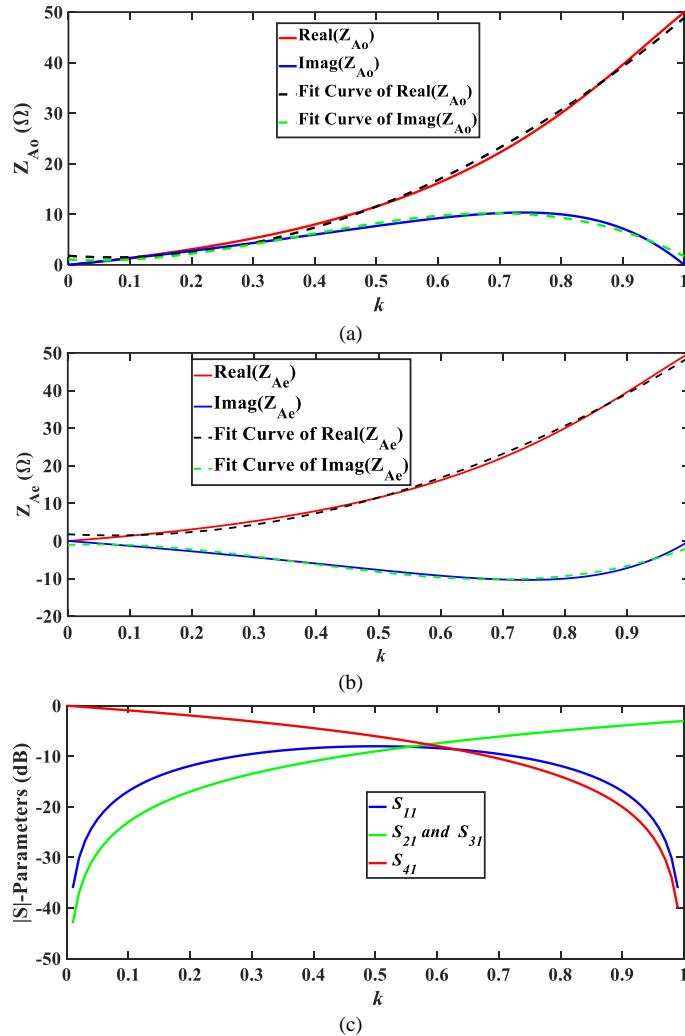 50
40
30
20
10
0
Z_Ao (Ω)
Real(Z_Ao)
Imag(Z_Ao)
Fit Curve of Real(Z_Ao)
Fit Curve of Imag(Z_Ao)
0 0.1 0.2 0.3 0.4 0.5 0.6 0.7 0.8 0.9 1
k
(a)
50
40
30
20
10
0
-10
-20
Z_Ae (Ω)
Real(Z_Ae)
Imag(Z_Ae)
Fit Curve of Real(Z_Ae)
Fit Curve of Imag(Z_Ae)
0 0.1 0.2 0.3 0.4 0.5 0.6 0.7 0.8 0.9
k
(b)
0
-10
-20
-30
-40
-50
|S|-Parameters (dB)
S_11
S_21 and S_31
S_41
0 0.1 0.2 0.3 0.4 0.5 0.6 0.7 0.8 0.9 1
k
(c)